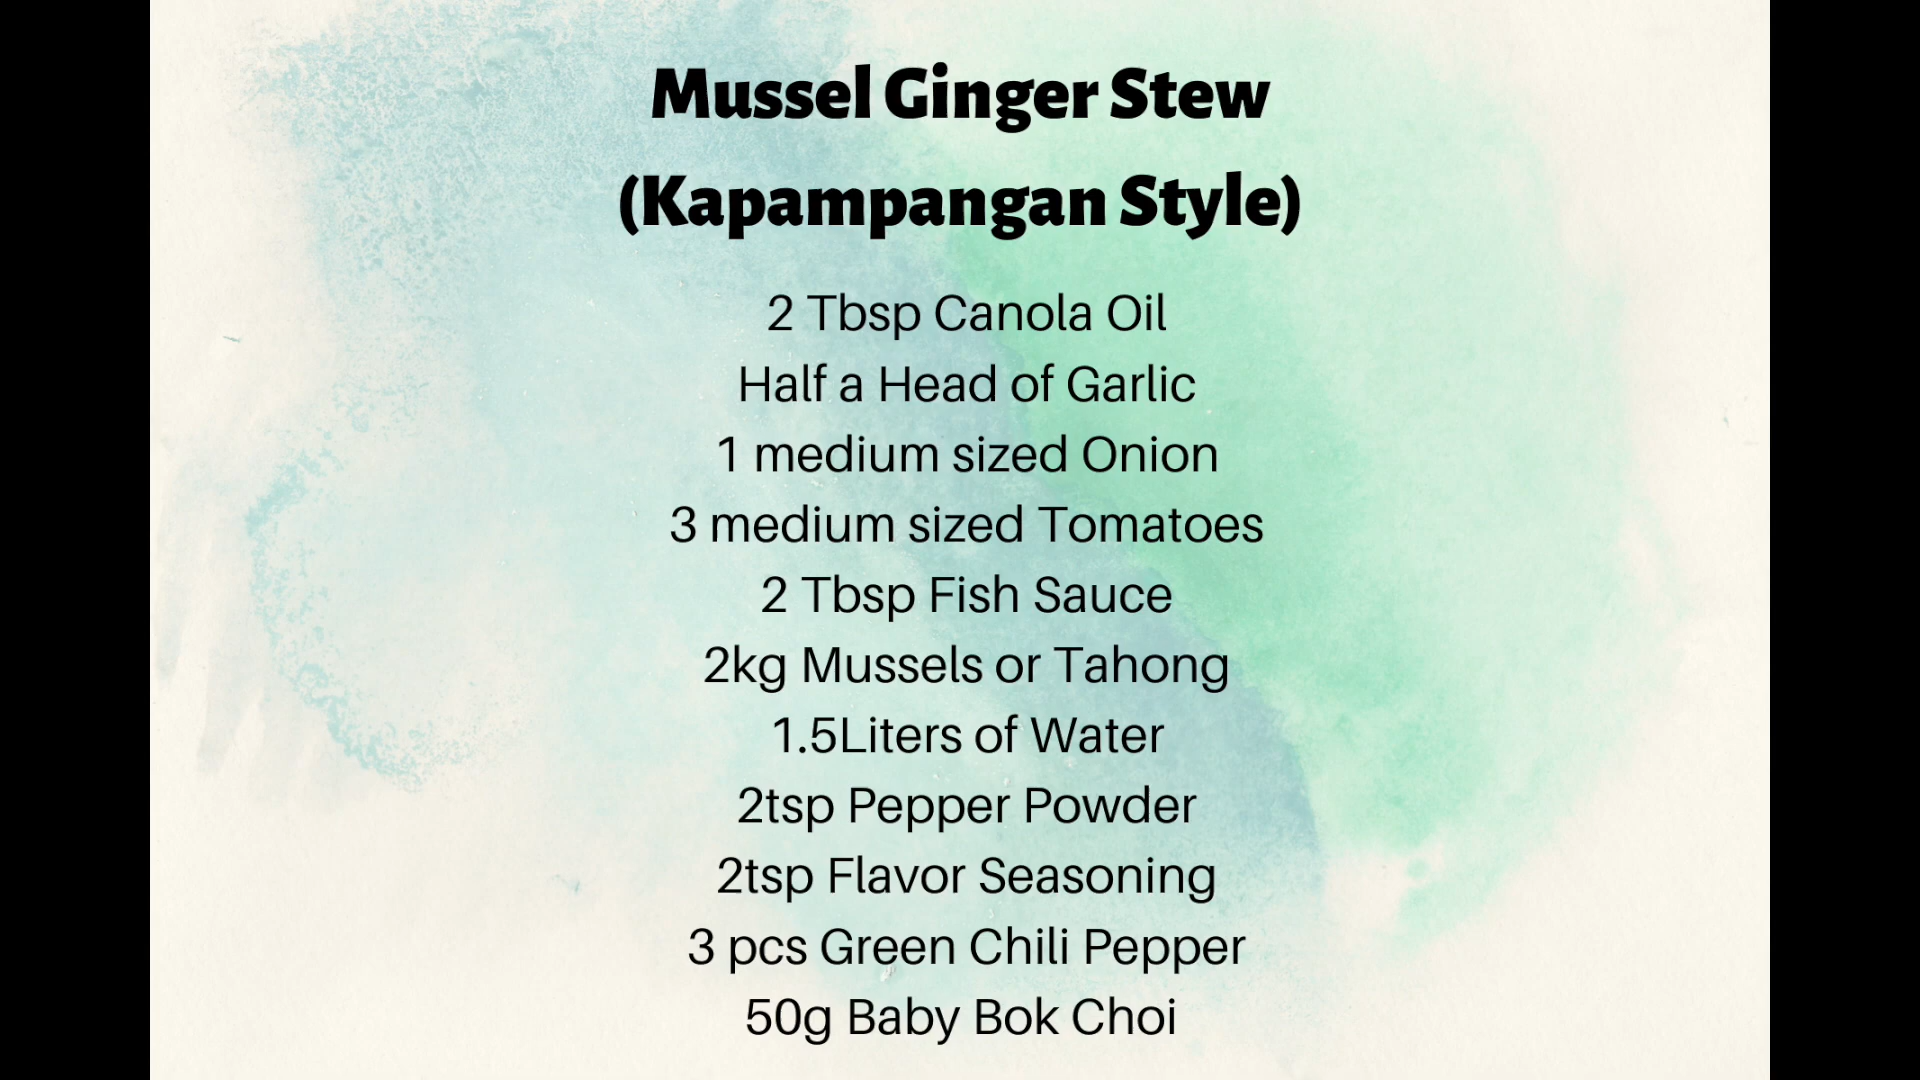 Mussel Ginger Stew
(Kapampangan Style)
2 Tbsp Canola Oil
Half a Head of Garlic
1 medium sized Onion
3 medium sized Tomatoes
2 Tbsp Fish Sauce
2kg Mussels or Tahong
1.5Liters of Water
2tsp Pepper Powder
2tsp Flavor Seasoning
3 pcs Green Chili Pepper
50g Baby Bok Choi